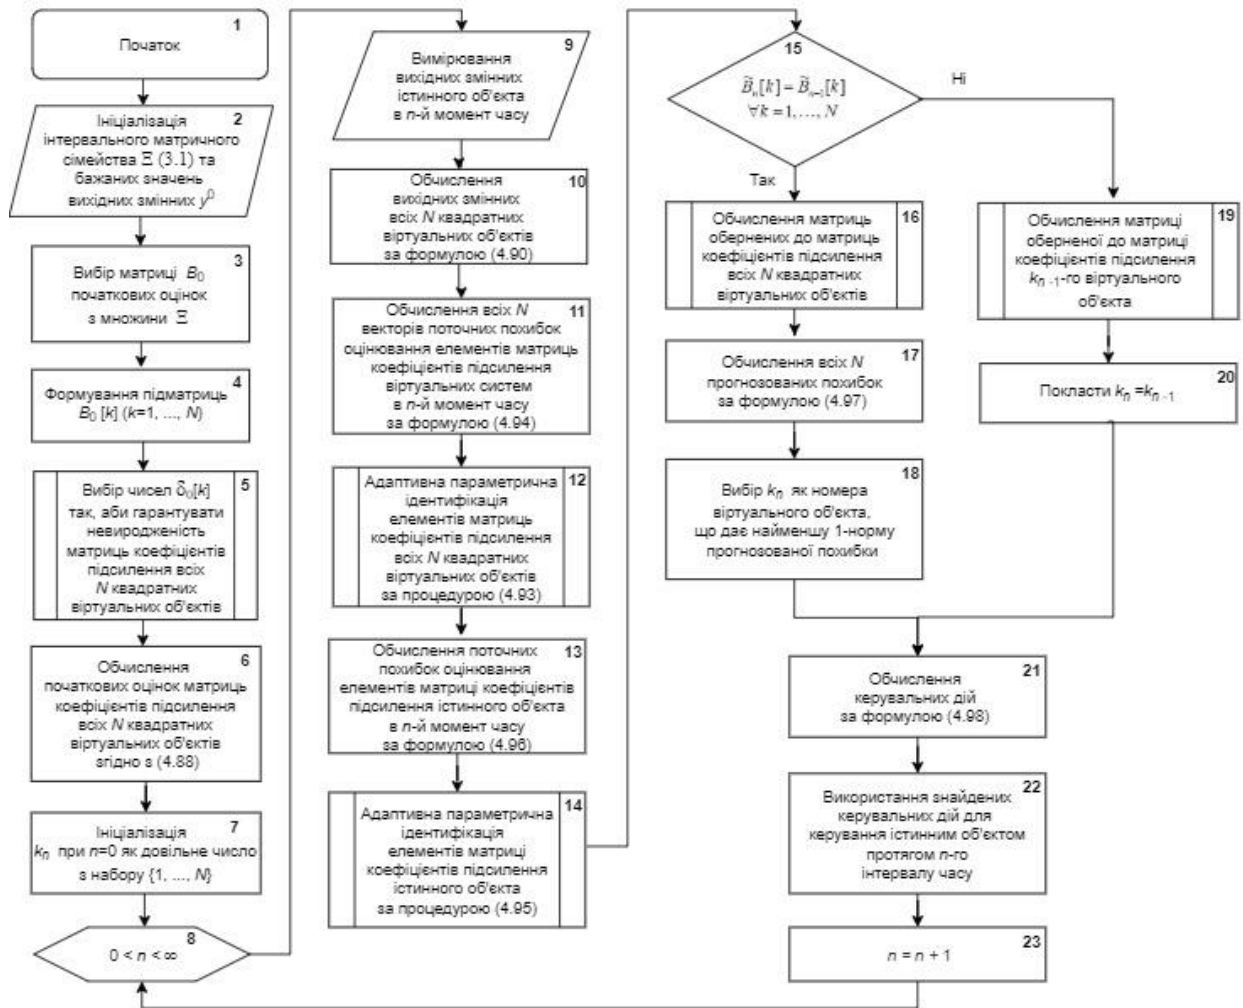 1
Початок
2
Ініціалізація
інтервального матричного
сімейства Ξ (3.1) та
бажаних значень
вихідних змінних y⁰
3
Вибір матриці B₀
початкових оцінок
з множини Ξ
4
Формування підматриць
B₀ [k] (k=1, ..., N)
5
Вибір чисел δ₀[k]
так, аби гарантувати
невиродженість
матриць коефіцієнтів
підсилення всіх
N квадратних
віртуальних об'єктів
6
Обчислення
початкових оцінок матриць
коефіцієнтів підсилення
всіх N квадратних
віртуальних об'єктів
згідно з (4.88)
7
Ініціалізація
kₙ при n=0 як довільне число
з набору {1, ..., N}
8
0 < n < ∞
9
Вимірювання
вихідних змінних
істинного об'єкта
в n-й момент часу
10
Обчислення
вихідних змінних
всіх N квадратних
віртуальних об'єктів
за формулою (4.90)
11
Обчислення всіх N
векторів поточних похибок
оцінювання елементів матриць
коефіцієнтів підсилення
віртуальних систем
в n-й момент часу
за формулою (4.94)
12
Адаптивна параметрична
ідентифікація
елементів матриць
коефіцієнтів підсилення
всіх N квадратних
віртуальних об'єктів
за процедурою (4.93)
13
Обчислення поточних
похибок оцінювання
елементів матриці коефіцієнтів
підсилення істинного об'єкта
в n-й момент часу
за формулою (4.96)
14
Адаптивна параметрична
ідентифікація
елементів матриці
коефіцієнтів підсилення
істинного об'єкта
за процедурою (4.95)
15
B̃ₙ[k] = B̃ₙ₋₁[k]
∀k = 1, ..., N
Ні
Так
16
Обчислення матриць
обернених до матриць
коефіцієнтів підсилення
всіх N квадратних
віртуальних об'єктів
17
Обчислення всіх N
прогнозованих похибок
за формулою (4.97)
18
Вибір kₙ як номера
віртуального об'єкта,
що дає найменшу 1-норму
прогнозованої похибки
19
Обчислення матриці
оберненої до матриці
коефіцієнтів підсилення
kₙ₋₁-го віртуального
об'єкта
20
Покласти kₙ =kₙ₋₁
21
Обчислення
керувальних дій
за формулою (4.98)
22
Використання знайдених
керувальних дій для
керування істинним об'єктом
протягом n-го
інтервалу часу
23
n = n + 1